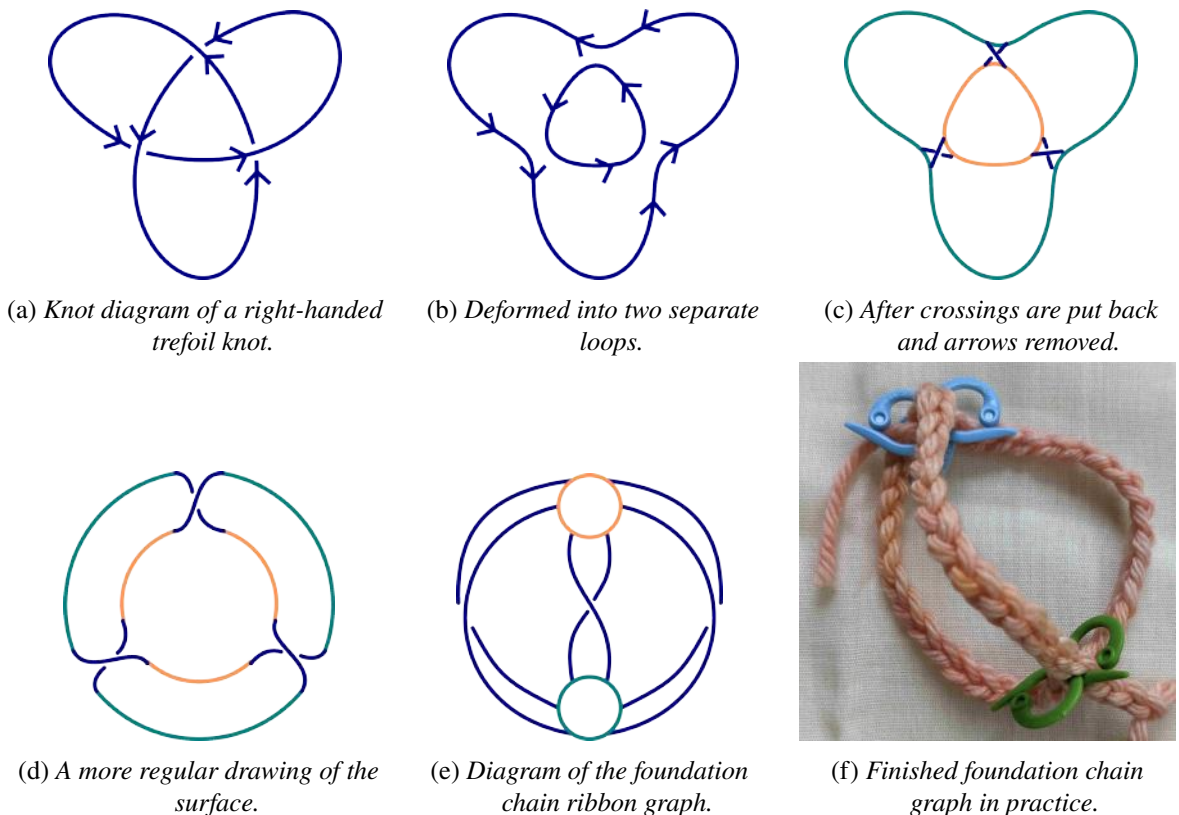 (a) Knot diagram of a right-handed
trefoil knot.
(b) Deformed into two separate
loops.
(c) After crossings are put back
and arrows removed.
(d) A more regular drawing of the
surface.
(e) Diagram of the foundation
chain ribbon graph.
(f) Finished foundation chain
graph in practice.